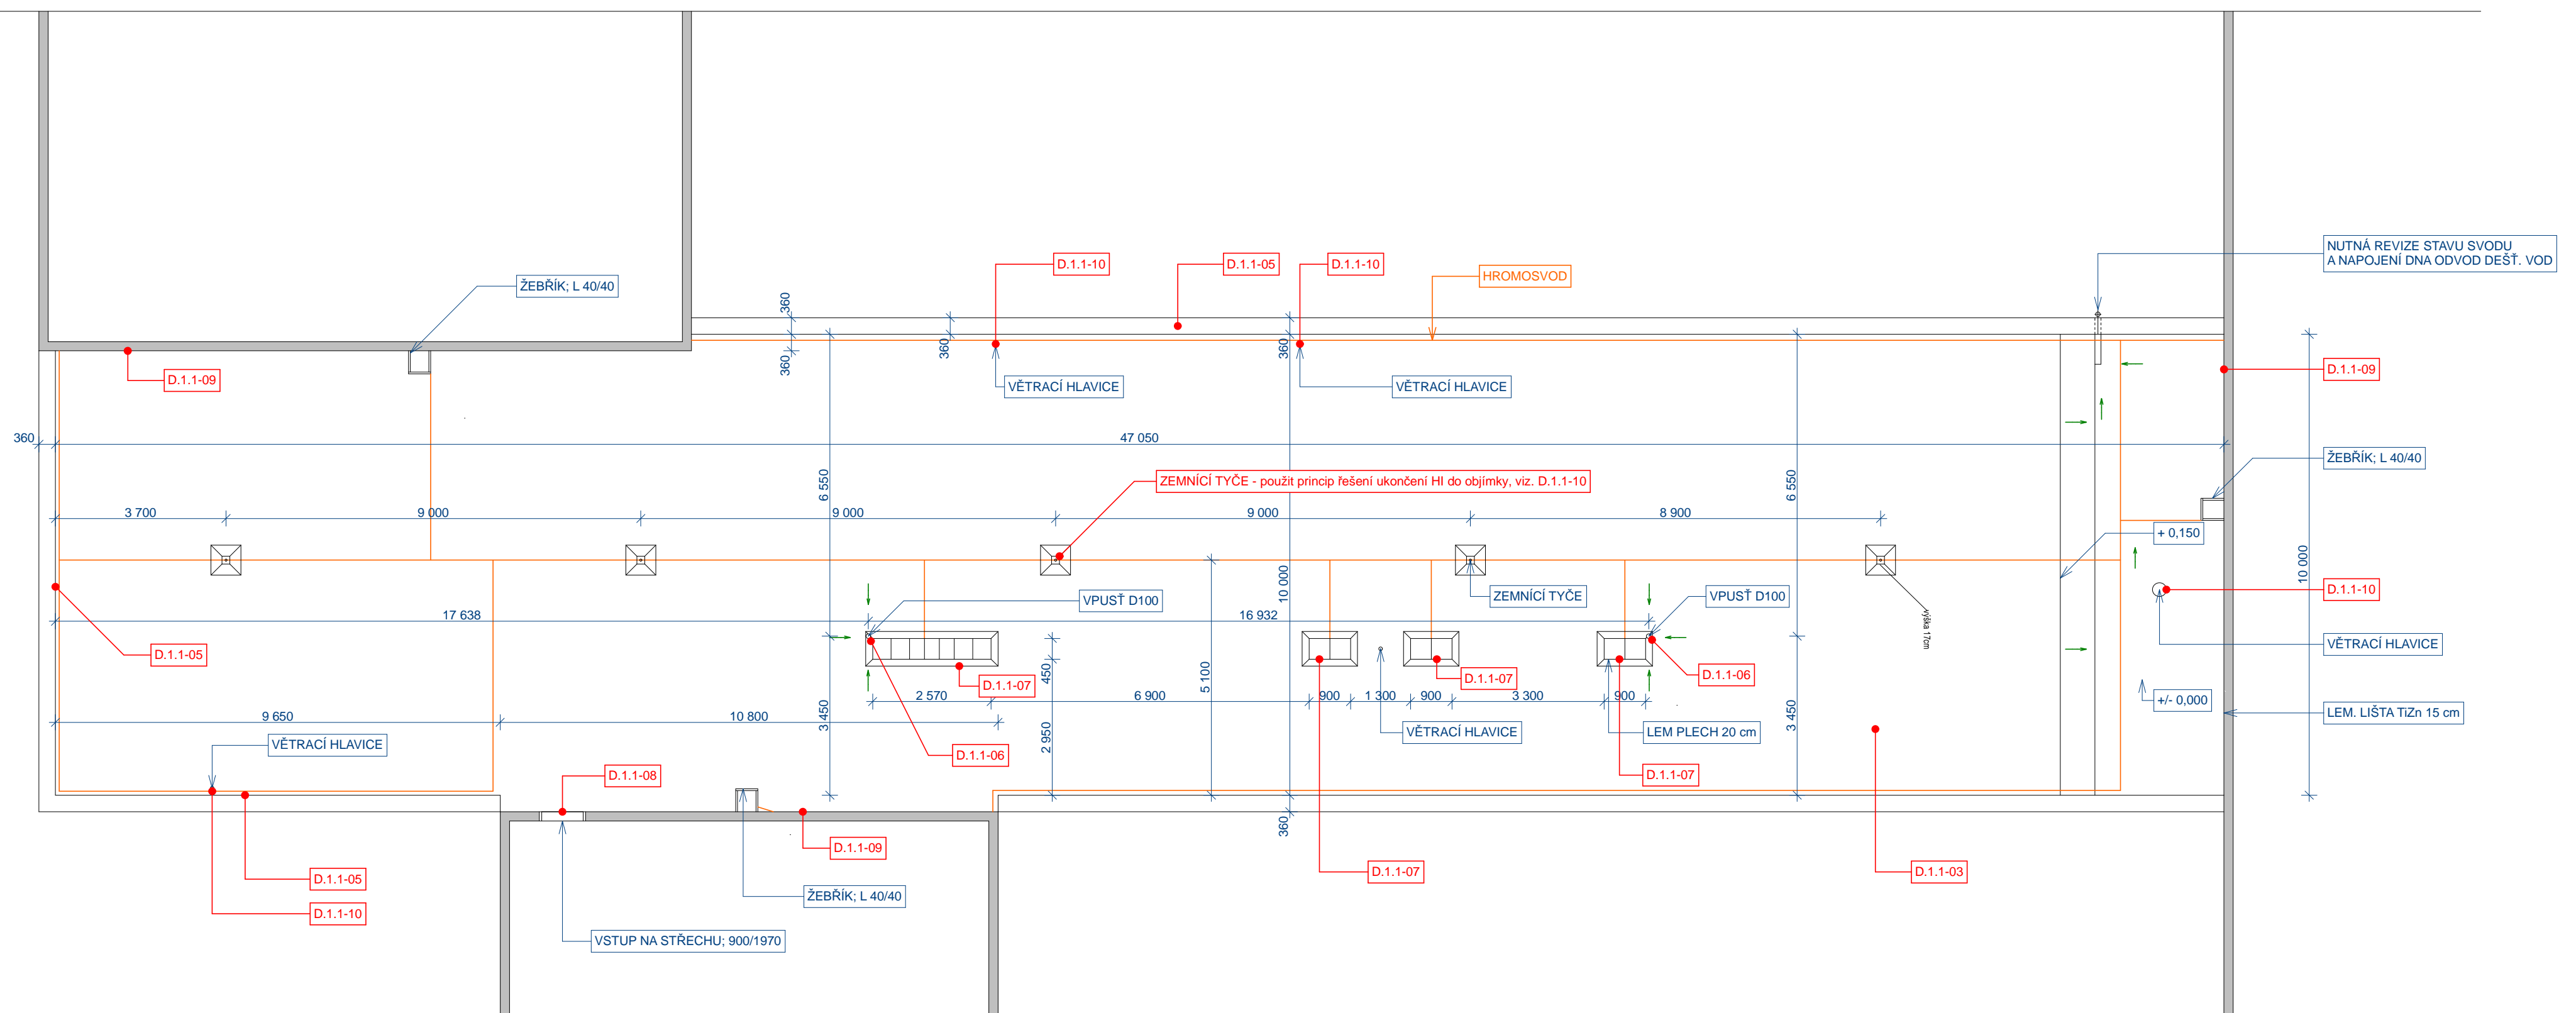 NUTNÁ REVIZE STAVU SVODU
A NAPOJENÍ DNA ODVOD DEŠŤ. VOD
D.1.1-10
D.1.1-05
D.1.1-10
HROMOSVOD
ŽEBŘÍK; L 40/40
360
360
360
360
D.1.1-09
VĚTRACÍ HLAVICE
VĚTRACÍ HLAVICE
D.1.1-09
360
47 050
ŽEBŘÍK; L 40/40
6 550
6 550
ZEMNÍCÍ TYČE - použit princip řešení ukončení HI do objímky, viz. D.1.1-10
3 700
9 000
9 000
9 000
8 900
+ 0,150
10 000
10 000
D.1.1-10
VPUSŤ D100
ZEMNÍCÍ TYČE
VPUSŤ D100
17 638
16 932
výška 17cm
VĚTRACÍ HLAVICE
D.1.1-05
450
5 100
D.1.1-07
D.1.1-07
D.1.1-06
2 570
6 900
900
1 300
900
3 300
900
+/- 0,000
9 650
10 800
3 450
2 950
3 450
LEM. LIŠTA TiZn 15 cm
VĚTRACÍ HLAVICE
VĚTRACÍ HLAVICE
LEM PLECH 20 cm
D.1.1-06
D.1.1-08
D.1.1-07
360
D.1.1-09
D.1.1-05
D.1.1-07
D.1.1-03
ŽEBŘÍK; L 40/40
D.1.1-10
VSTUP NA STŘECHU; 900/1970